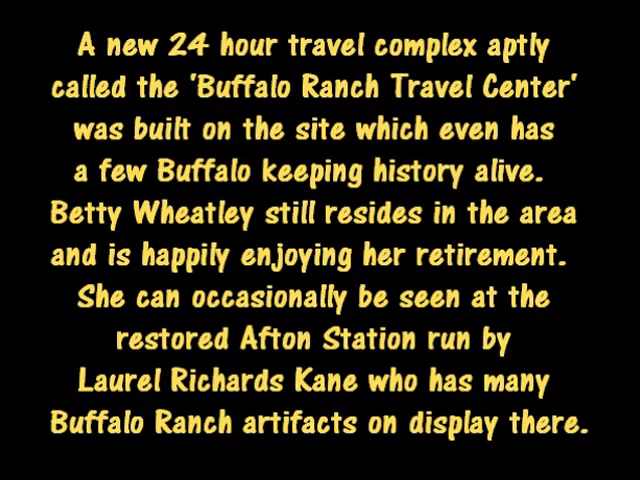 A new 24 hour travel complex aptly
called the 'Buffalo Ranch Travel Center'
was built on the site which even has
a few Buffalo keeping history alive.
Betty Wheatley still resides in the area
and is happily enjoying her retirement.
She can occasionally be seen at the
restored Afton Station run by
Laurel Richards Kane who has many
Buffalo Ranch artifacts on display there.